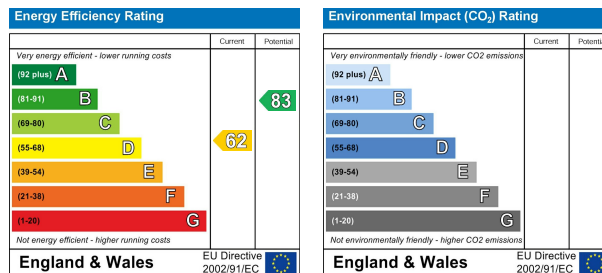 Energy Efficiency Rating
Current Potential
Very energy efficient - lower running costs
(92 plus) A
(81-91) B
83
(69-80) C
(55-68) D
62
(39-54) E
(21-38) F
(1-20) G
Not energy efficient - higher running costs
England & Wales
EU Directive
2002/91/EC
Environmental Impact (CO₂) Rating
Current Potential
Very environmentally friendly - lower CO2 emissions
(92 plus) A
(81-91) B
(69-80) C
(55-68) D
(39-54) E
(21-38) F
(1-20) G
Not environmentally friendly - higher CO2 emissions
England & Wales
EU Directive
2002/91/EC